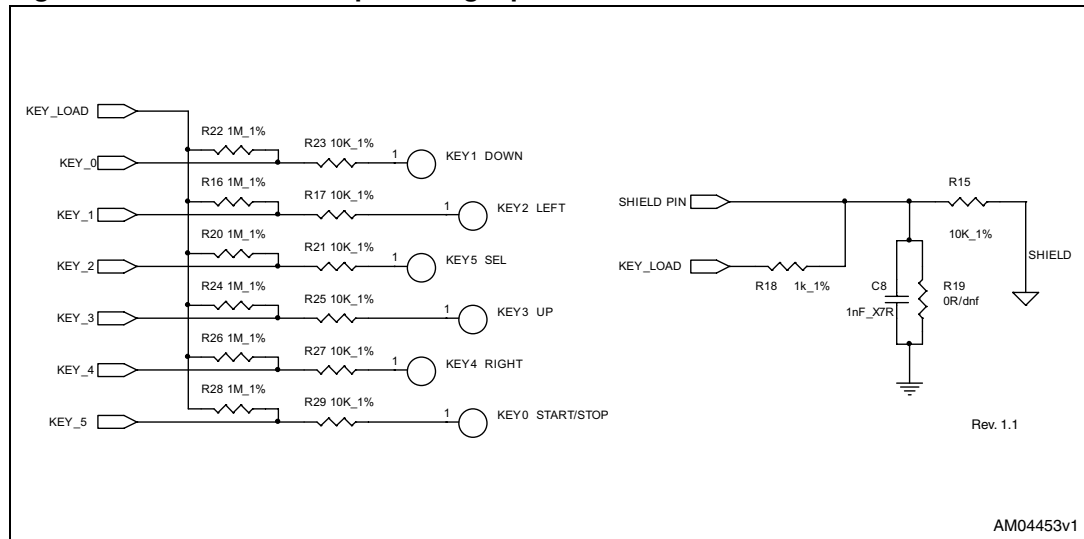 KEY_LOAD
R22 1M_1%
R23 10K_1%
KEY_0
1
KEY1 DOWN
R16 1M_1%
R17 10K_1%
KEY_1
1
KEY2 LEFT
R20 1M_1%
R21 10K_1%
KEY_2
1
KEY5 SEL
R24 1M_1%
R25 10K_1%
KEY_3
1
KEY3 UP
R26 1M_1%
R27 10K_1%
KEY_4
1
KEY4 RIGHT
R28 1M_1%
R29 10K_1%
KEY_5
1
KEY0 START/STOP
SHIELD PIN
R15
10K_1%
KEY_LOAD
R18 1k_1%
SHIELD
C8
1nF_X7R
R19
0R/dnf
Rev. 1.1
AM04453v1